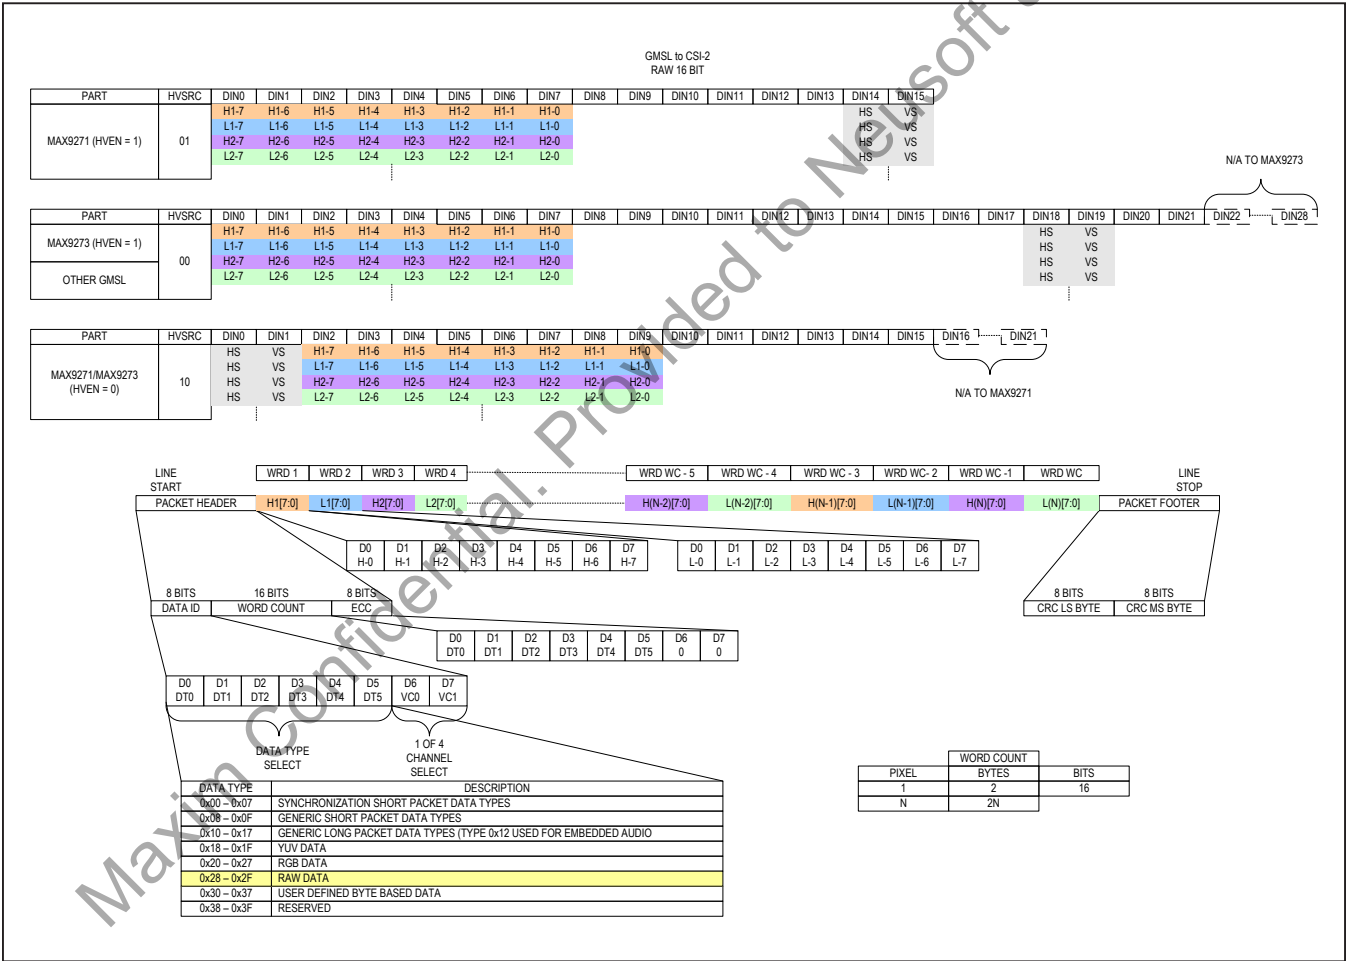 GMSL to CSI-2
RAW 16 BIT
PART HVSRC DIN0 DIN1 DIN2 DIN3 DIN4 DIN5 DIN6 DIN7 DIN8 DIN9 DIN10 DIN11 DIN12 DIN13 DIN14 DIN15
H1-7 H1-6 H1-5 H1-4 H1-3 H1-2 H1-1 H1-0 HS VS
L1-7 L1-6 L1-5 L1-4 L1-3 L1-2 L1-1 L1-0 HS VS
MAX9271 (HVEN = 1) 01 H2-7 H2-6 H2-5 H2-4 H2-3 H2-2 H2-1 H2-0 HS VS
L2-7 L2-6 L2-5 L2-4 L2-3 L2-2 L2-1 L2-0 HS VS
N/A TO MAX9273
PART HVSRC DIN0 DIN1 DIN2 DIN3 DIN4 DIN5 DIN6 DIN7 DIN8 DIN9 DIN10 DIN11 DIN12 DIN13 DIN14 DIN15 DIN16 DIN17 DIN18 DIN19 DIN20 DIN21 DIN22 DIN28
H1-7 H1-6 H1-5 H1-4 H1-3 H1-2 H1-1 H1-0 HS VS
MAX9273 (HVEN = 1) L1-7 L1-6 L1-5 L1-4 L1-3 L1-2 L1-1 L1-0 HS VS
00 H2-7 H2-6 H2-5 H2-4 H2-3 H2-2 H2-1 H2-0 HS VS
OTHER GMSL L2-7 L2-6 L2-5 L2-4 L2-3 L2-2 L2-1 L2-0 HS VS
PART HVSRC DIN0 DIN1 DIN2 DIN3 DIN4 DIN5 DIN6 DIN7 DIN8 DIN9 DIN10 DIN11 DIN12 DIN13 DIN14 DIN15 DIN16 DIN21
HS VS H1-7 H1-6 H1-5 H1-4 H1-3 H1-2 H1-1 H1-0
MAX9271/MAX9273 HS VS L1-7 L1-6 L1-5 L1-4 L1-3 L1-2 L1-1 L1-0
(HVEN = 0) 10 HS VS H2-7 H2-6 H2-5 H2-4 H2-3 H2-2 H2-1 H2-0
HS VS L2-7 L2-6 L2-5 L2-4 L2-3 L2-2 L2-1 L2-0
N/A TO MAX9271
LINE START WRD 1 WRD 2 WRD 3 WRD 4 WRD WC - 5 WRD WC - 4 WRD WC - 3 WRD WC- 2 WRD WC -1 WRD WC LINE STOP
PACKET HEADER H1[7:0] L1[7:0] H2[7:0] L2[7:0] H(N-2)[7:0] L(N-2)[7:0] H(N-1)[7:0] L(N-1)[7:0] H(N)[7:0] L(N)[7:0] PACKET FOOTER
D0 D1 D2 D3 D4 D5 D6 D7 D0 D1 D2 D3 D4 D5 D6 D7
H-0 H-1 H-2 H-3 H-4 H-5 H-6 H-7 L-0 L-1 L-2 L-3 L-4 L-5 L-6 L-7
8 BITS 16 BITS 8 BITS 8 BITS 8 BITS
DATA ID WORD COUNT ECC CRC LS BYTE CRC MS BYTE
D0 D1 D2 D3 D4 D5 D6 D7
DT0 DT1 DT2 DT3 DT4 DT5 0 0
D0 D1 D2 D3 D4 D5 D6 D7
DT0 DT1 DT2 DT3 DT4 DT5 VC0 VC1
DATA TYPE
SELECT
1 OF 4
CHANNEL
SELECT
WORD COUNT
PIXEL BYTES BITS
1 2 16
N 2N
DATA TYPE DESCRIPTION
0x00 – 0x07 SYNCHRONIZATION SHORT PACKET DATA TYPES
0x08 – 0x0F GENERIC SHORT PACKET DATA TYPES
0x10 – 0x17 GENERIC LONG PACKET DATA TYPES (TYPE 0x12 USED FOR EMBEDDED AUDIO
0x18 – 0x1F YUV DATA
0x20 – 0x27 RGB DATA
0x28 – 0x2F RAW DATA
0x30 – 0x37 USER DEFINED BYTE BASED DATA
0x38 – 0x3F RESERVED
Maxim Confidential. Provided to Neusoft